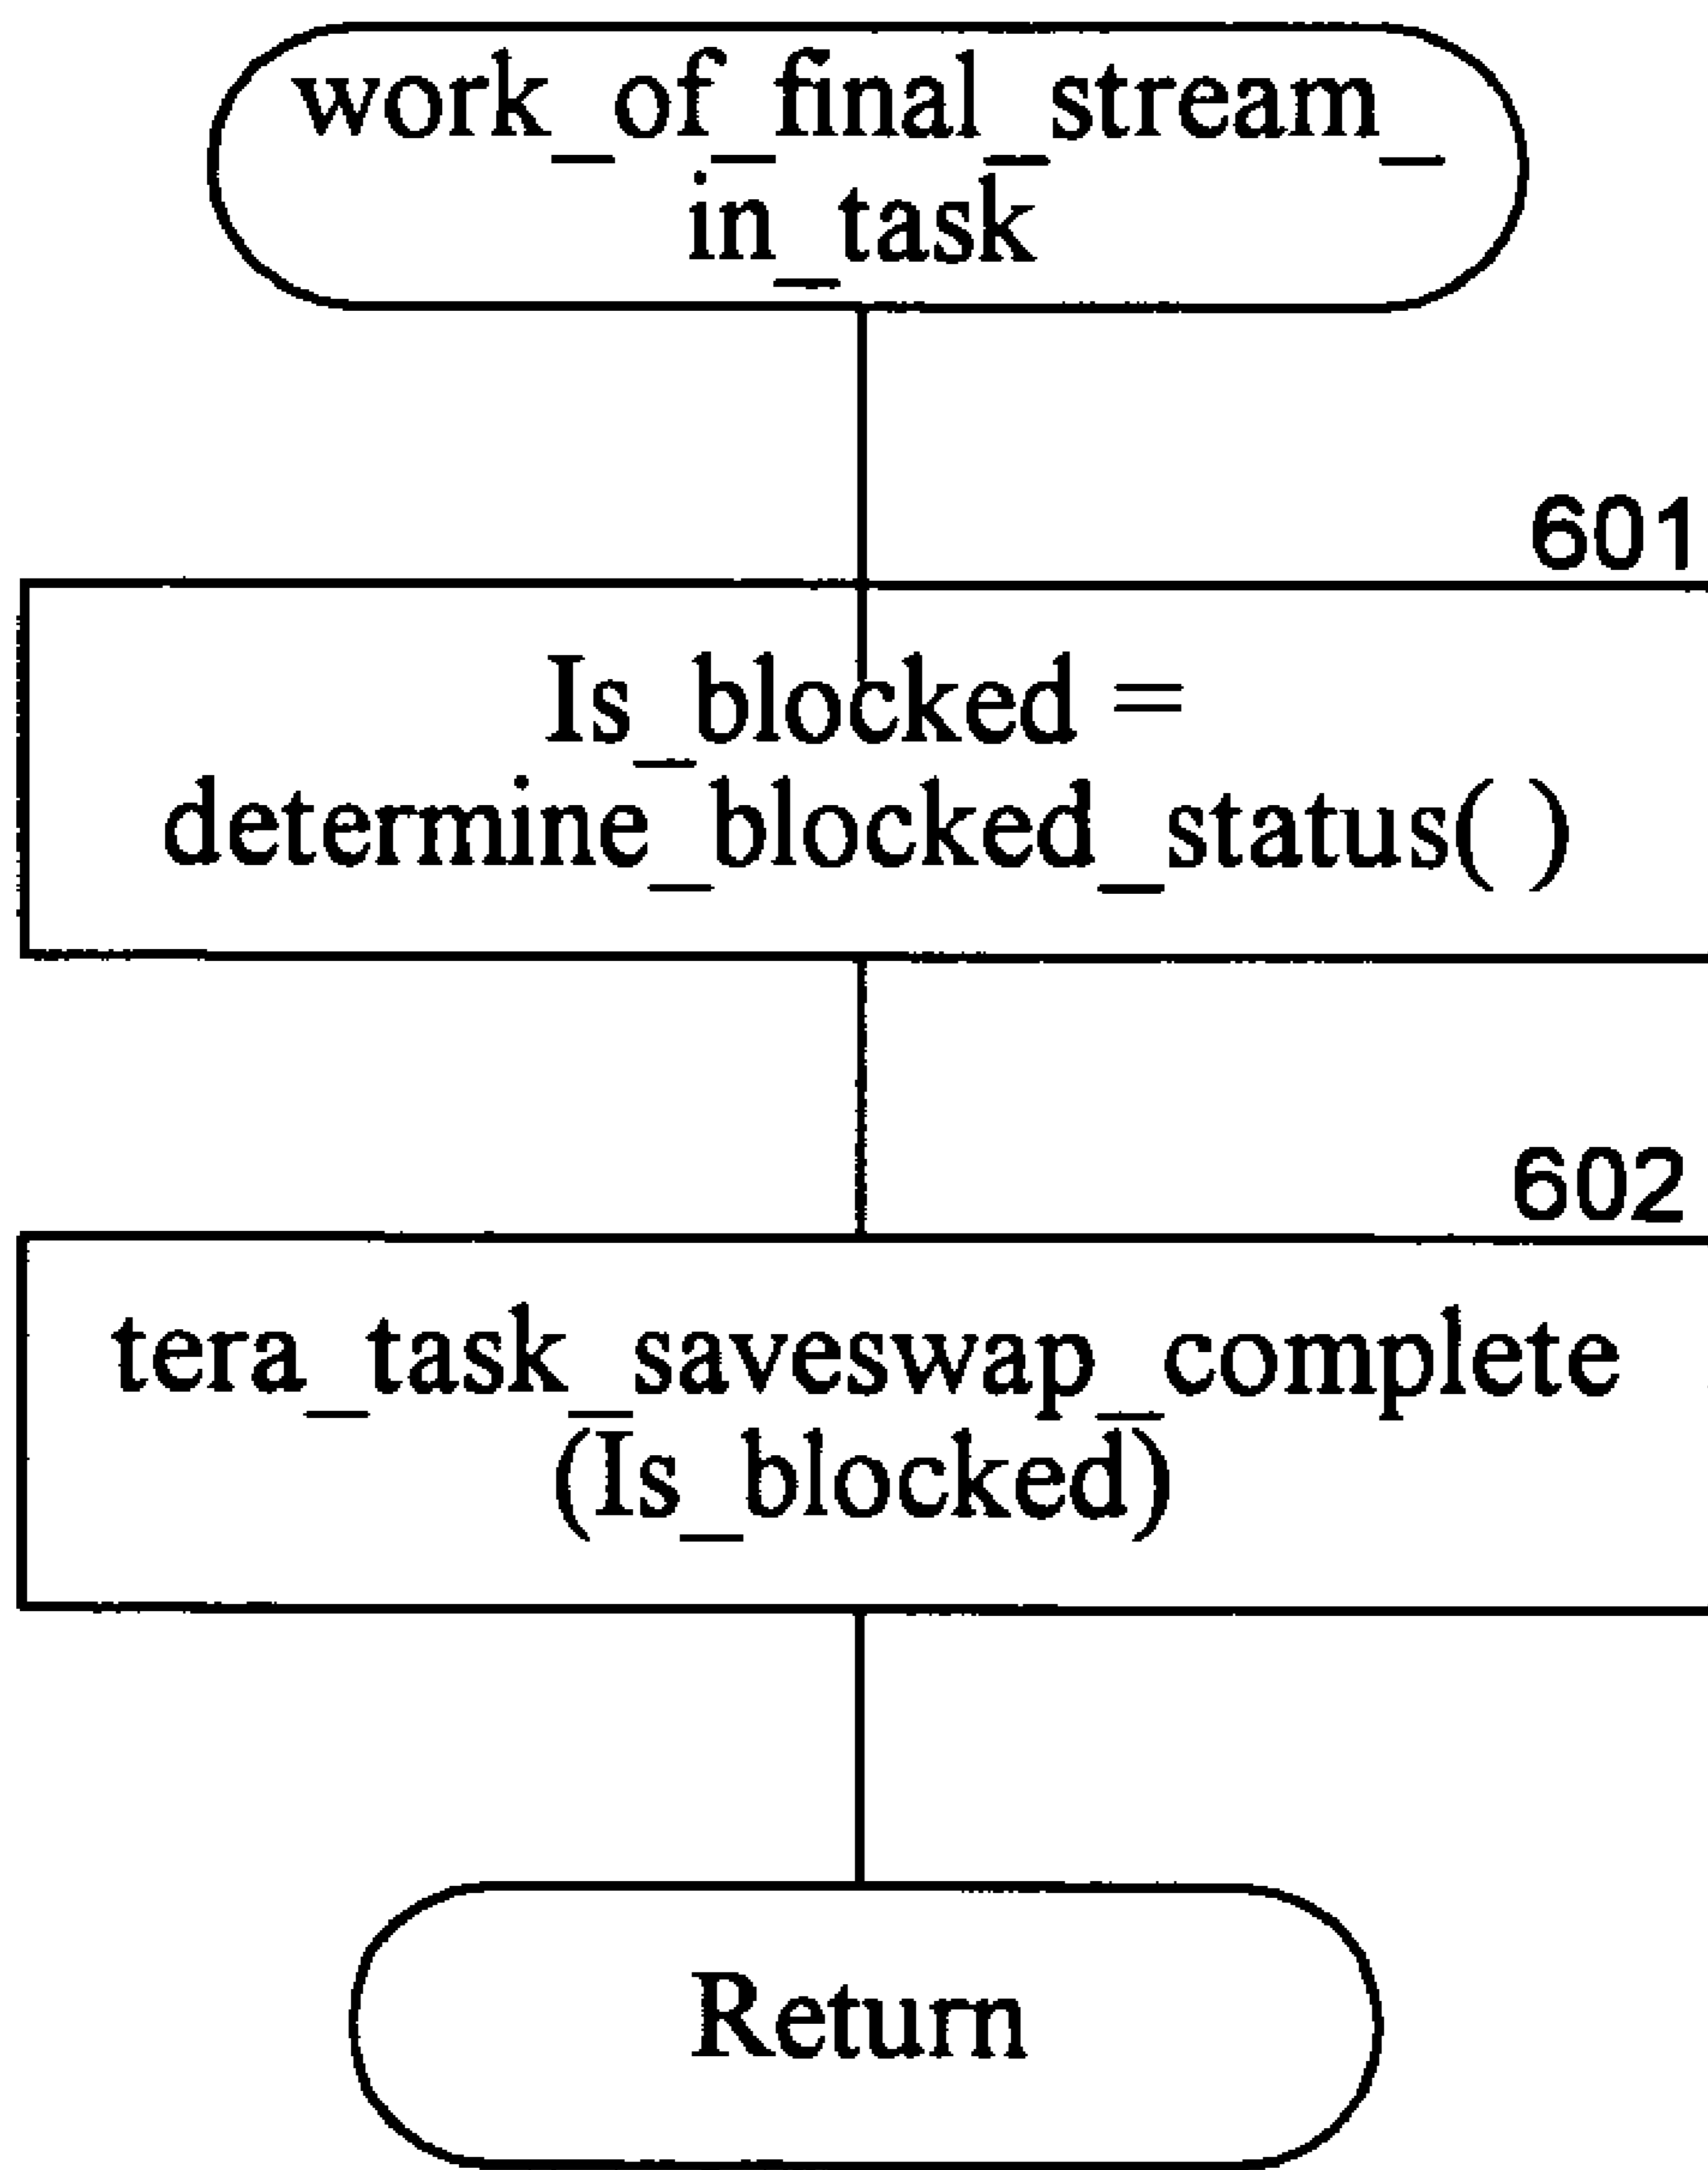 work_of_final_stream_
in_task
601
Is_blocked =
determine_blocked_status( )
602
tera_task_saveswap_complete
(Is_blocked)
Return